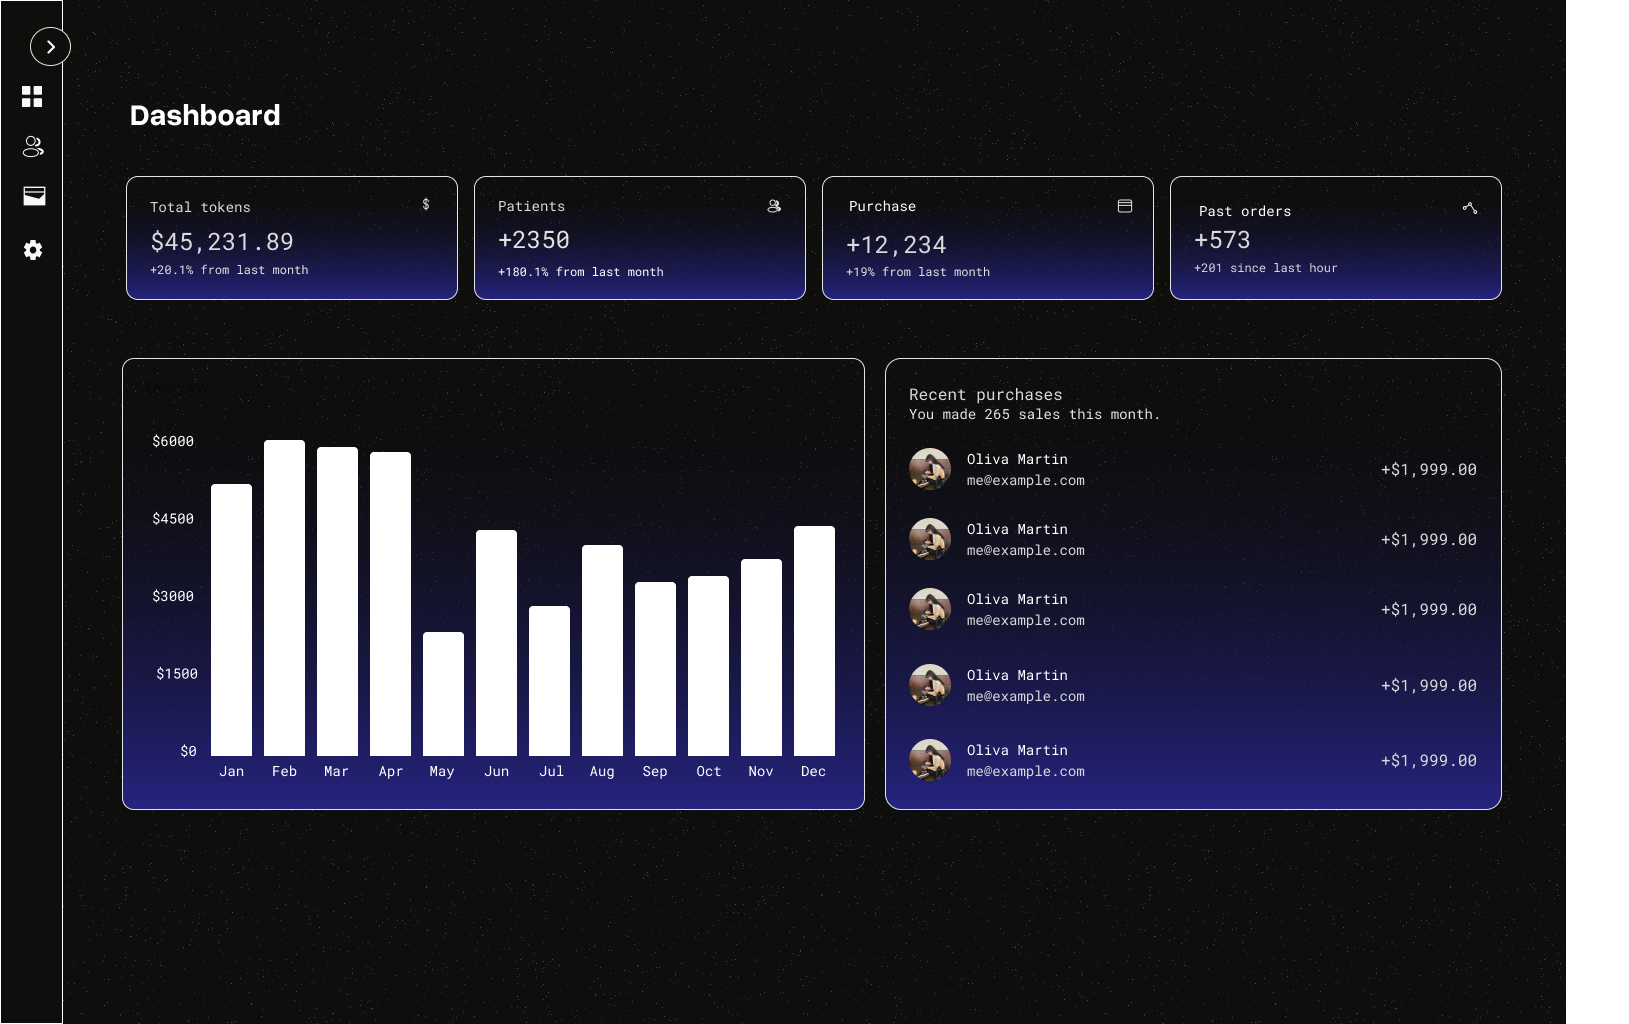 Dashboard
Total tokens
$
$45,231.89
+20.1% from last month
Patients
+2350
+180.1% from last month
Purchase
+12,234
+19% from last month
Past orders
+573
+201 since last hour
$6000
$4500
$3000
$1500
$0
Jan Feb Mar Apr May Jun Jul Aug Sep Oct Nov Dec
Recent purchases
You made 265 sales this month.
Oliva Martin
me@example.com
+$1,999.00
Oliva Martin
me@example.com
+$1,999.00
Oliva Martin
me@example.com
+$1,999.00
Oliva Martin
me@example.com
+$1,999.00
Oliva Martin
me@example.com
+$1,999.00